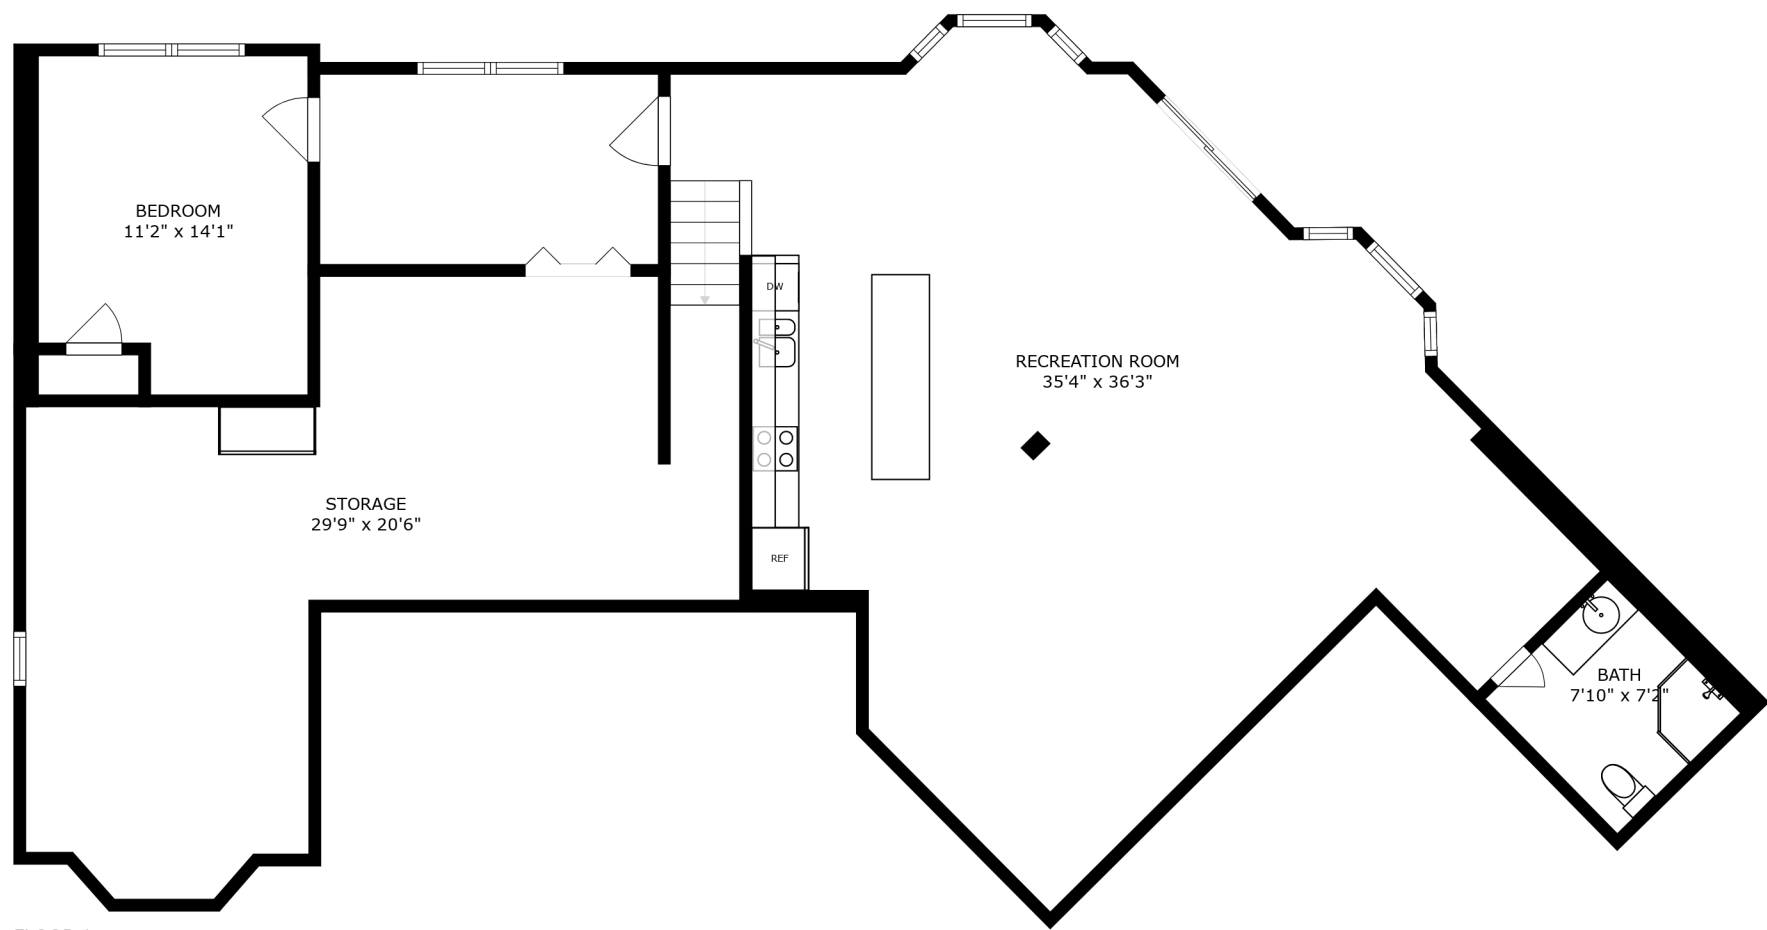 BEDROOM
11'2" x 14'1"
DW
RECREATION ROOM
35'4" x 36'3"
STORAGE
29'9" x 20'6"
REF
BATH
7'10" x 7'2"